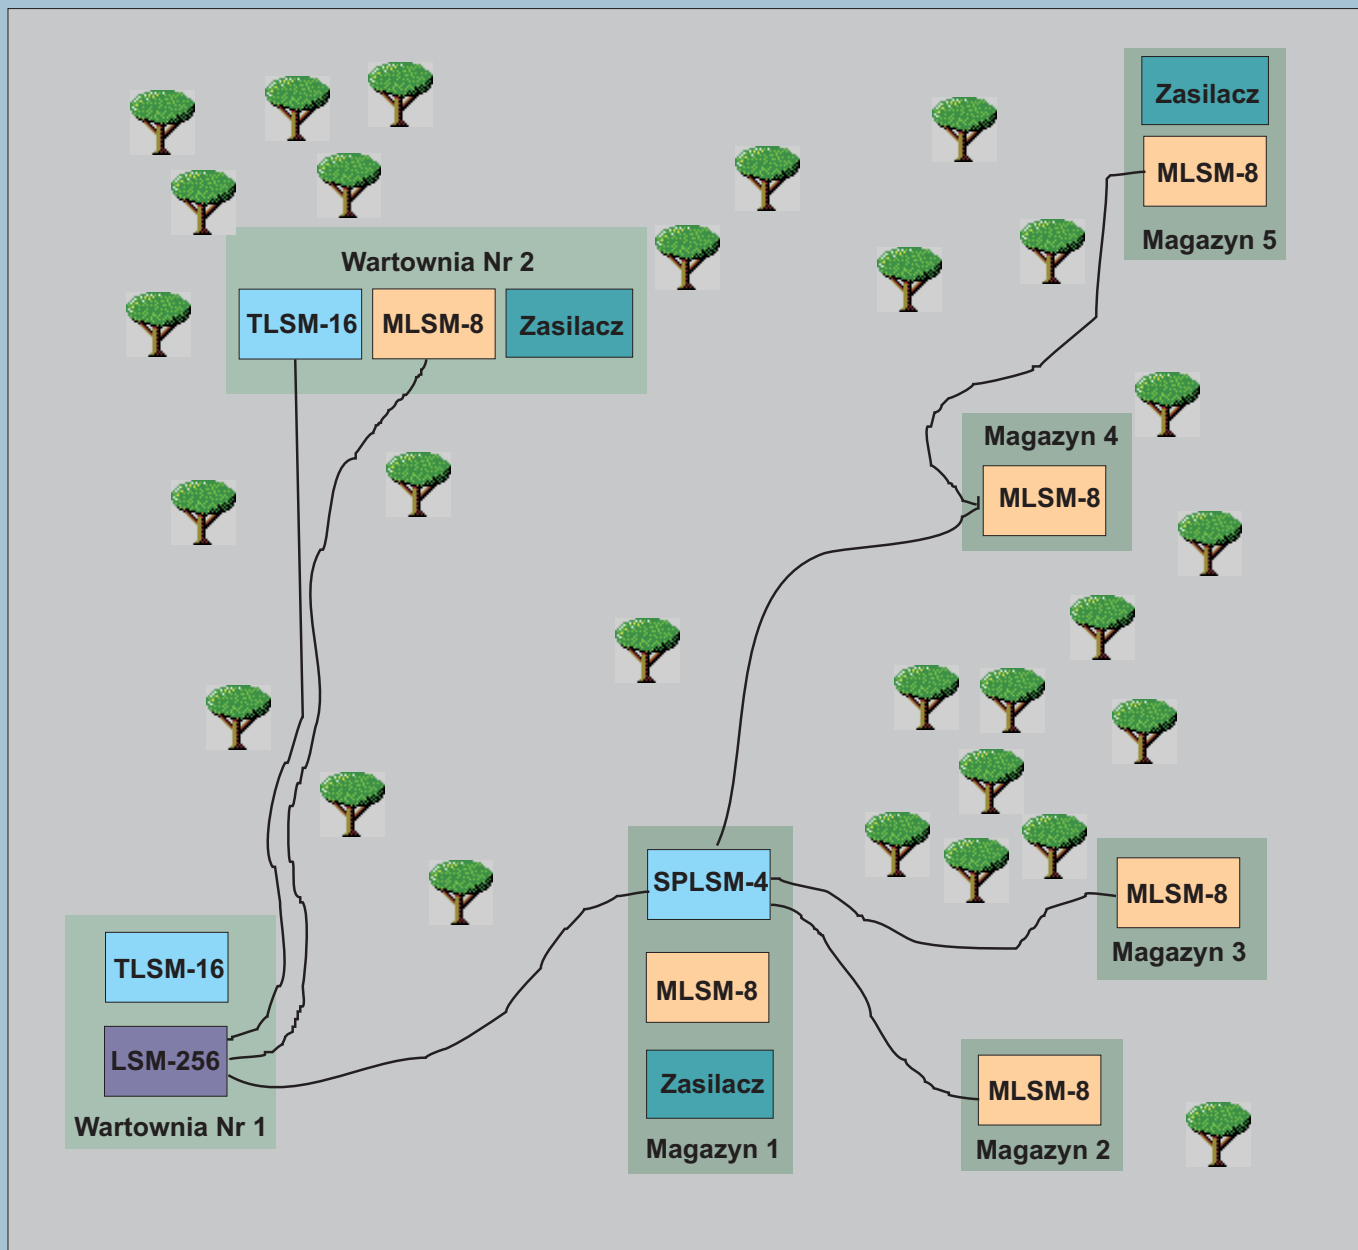 Zasilacz
MLSM-8
Magazyn 5
Wartownia Nr 2
TLSM-16 MLSM-8 Zasilacz
Magazyn 4
MLSM-8
SPLSM-4
MLSM-8
Zasilacz
Magazyn 1
MLSM-8
Magazyn 3
TLSM-16
LSM-256
Wartownia Nr 1
MLSM-8
Magazyn 2